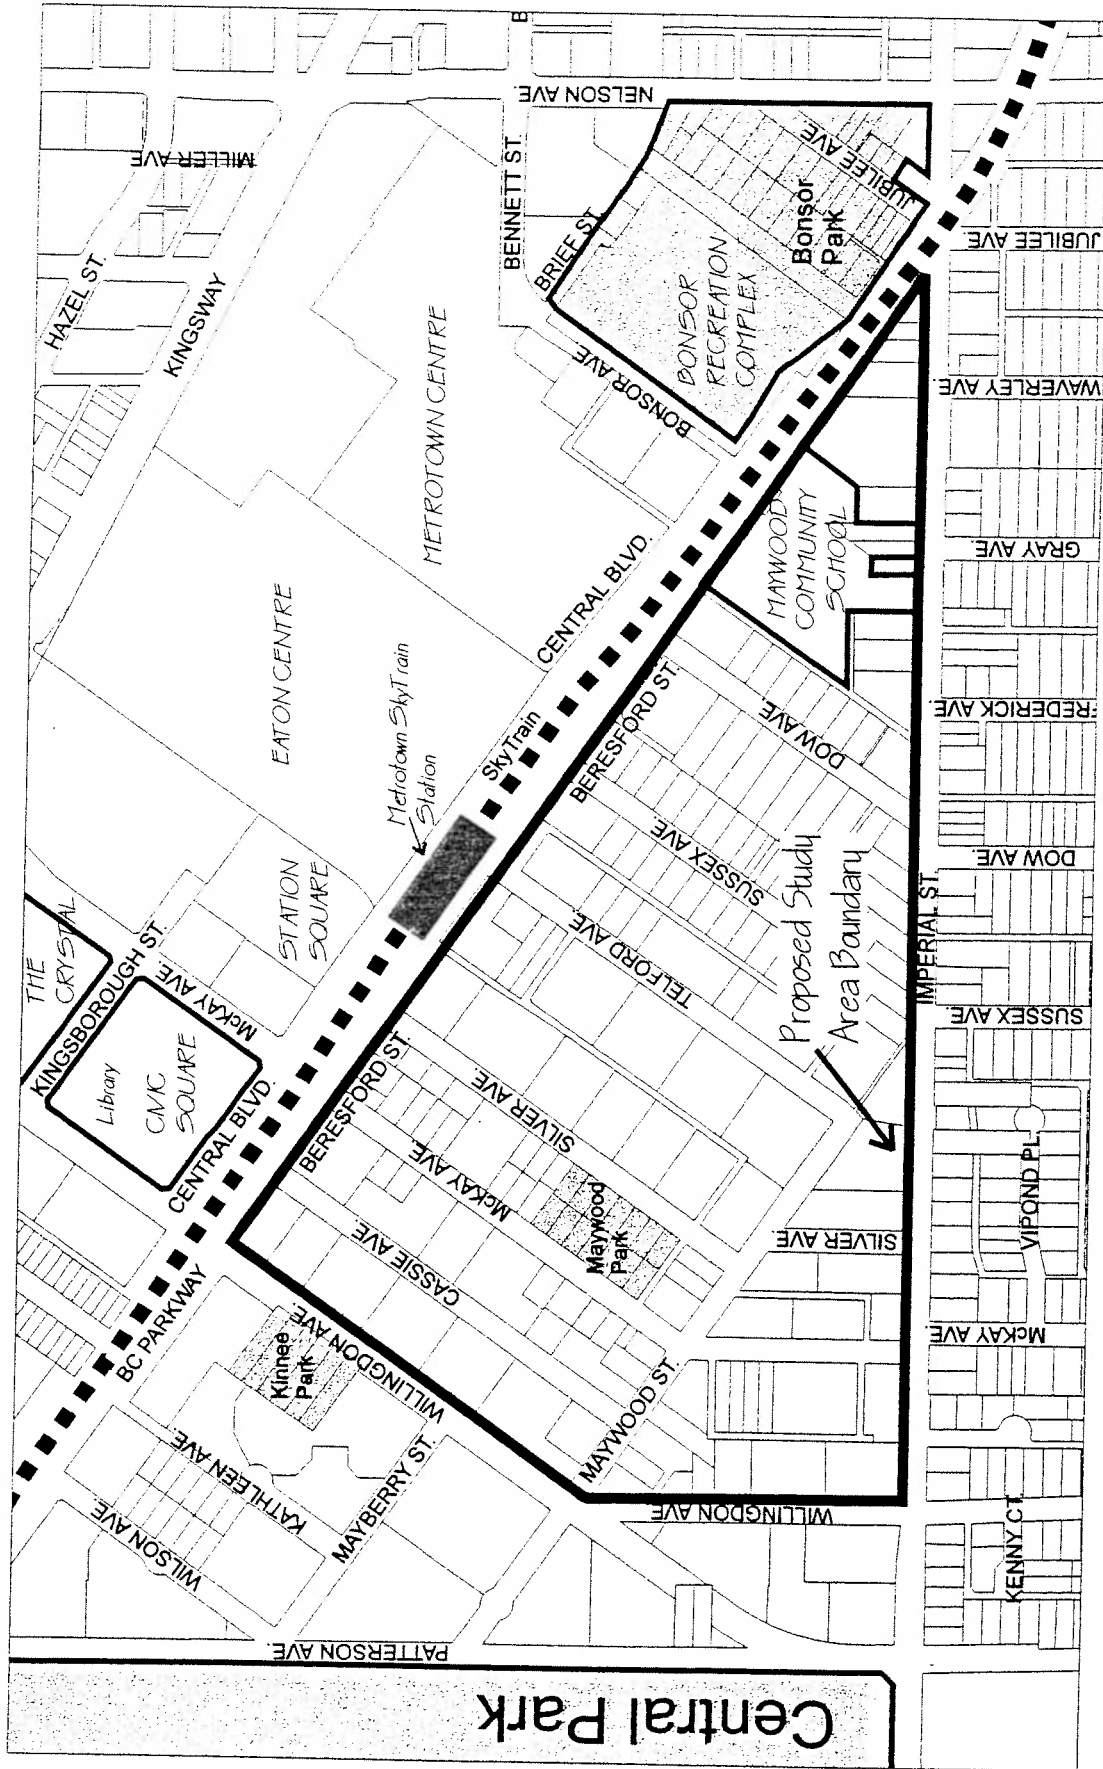 B
NELSON AVE.
MILLER AVE
HAZEL ST.
KINGSWAY
BENNETT ST.
BRIEF ST.
JUBILEE AVE.
Bonsor
Park
BONSOR
RECREATION
COMPLEX
BONSOR AVE.
JUBILEE AVE
WAVERLEY AVE.
METROTOWN CENTRE
EATON CENTRE
CENTRAL BLVD.
MAYWOOD
COMMUNITY
SCHOOL
GRAY AVE
FREDERICK AVE.
Metrotown SkyTrain
Station
SkyTrain
BERESFORD ST.
DOW AVE.
SUSSEX AVE
TELFORD AVE.
DOW AVE
STATION
SQUARE
THE
CRYSTAL
KINGSBOROUGH ST.
McKAY AVE
Library
CIVIC
SQUARE
CENTRAL BLVD.
BERESFORD ST.
SILVER AVE
McKAY AVE
Maywood
Park
Proposed Study
Area Boundary
IMPERIAL ST.
SUSSEX AVE
VIPOND PL.
SILVER AVE
CASSIE AVE
McKAY AVE
BC PARKWAY
Kinnee
Park
WILLINGDON AVE.
MAYWOOD ST.
WILLINGDON AVE
KATHLEEN AVE.
MAYBERRY ST.
WILSON AVE
KENNY CT.
PATTERSON AVE.
Central Park